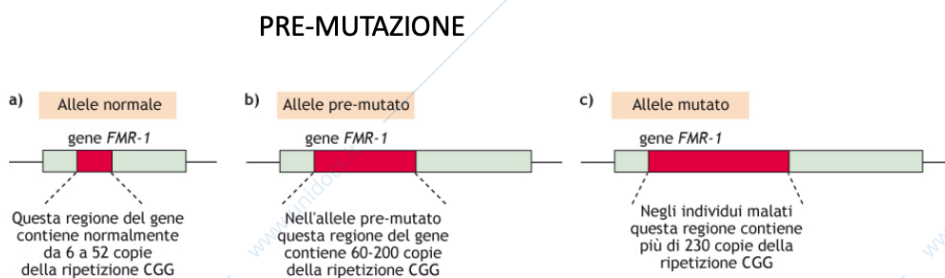 PRE-MUTAZIONE
a) Allele normale
gene FMR-1
Questa regione del gene
contiene normalmente
da 6 a 52 copie
della ripetizione CGG
b) Allele pre-mutato
gene FMR-1
Nell'allele pre-mutato
questa regione del gene
contiene 60-200 copie
della ripetizione CGG
c) Allele mutato
gene FMR-1
Negli individui malati
questa regione contiene
più di 230 copie della
ripetizione CGG